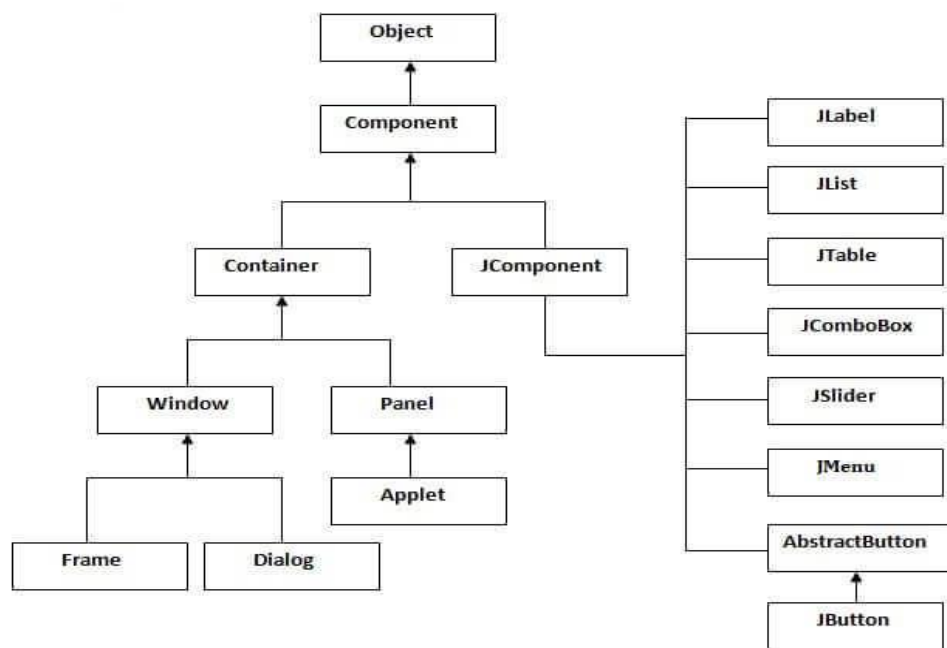 Object
Component
Container
JComponent
Window
Panel
Applet
Frame
Dialog
JLabel
JList
JTable
JComboBox
JSlider
JMenu
AbstractButton
JButton